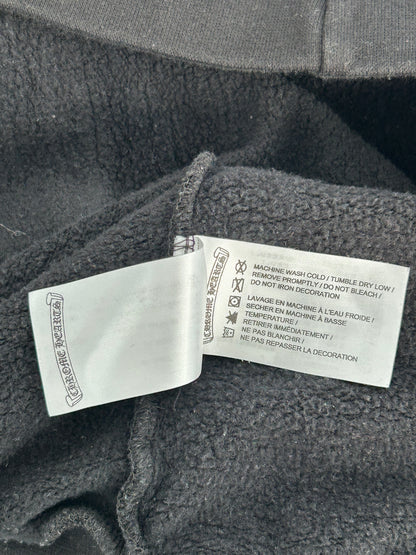 CHROME HEARTS
CHROME HEARTS
MACHINE WASH COLD / TUMBLE DRY LOW /
REMOVE PROMPTLY / DO NOT BLEACH /
DO NOT IRON DECORATION
LAVAGE EN MACHINE À L'EAU FROIDE /
SÉCHER EN MACHINE À BASSE
TEMPERATURE /
RETIRER IMMÉDIATEMENT /
NE PAS BLANCHIR /
NE PAS REPASSER LA DECORATION